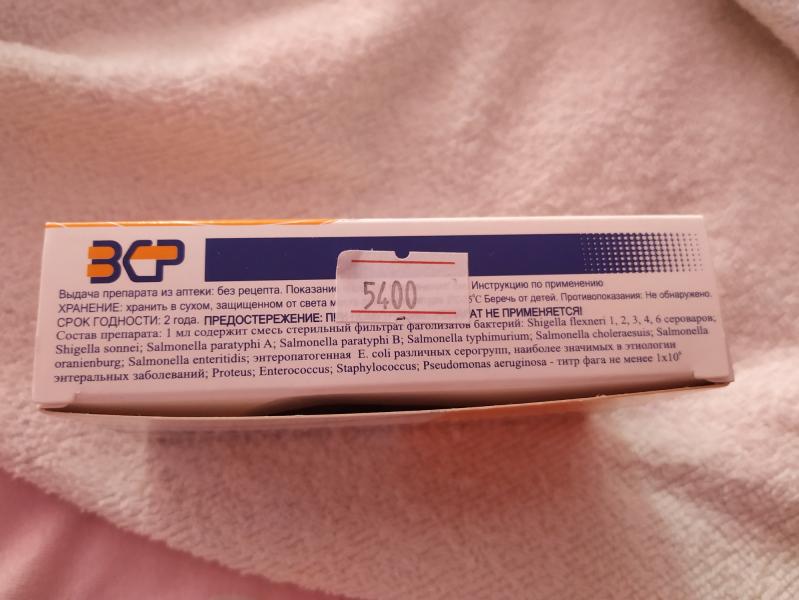 ВСР
Выдача препарата из аптеки: без рецепта. Инструкцию по применению
ХРАНЕНИЕ: хранить в сухом, защищенном от света 5°С Беречь от детей. Противопоказания: Не обнаружено.
5400
СРОК ГОДНОСТИ: 2 года. ПРЕДОСТЕРЕЖЕНИЕ: НЕ ПРИМЕНЯЕТСЯ!
Состав препарата: 1 мл содержит смесь стерильный фильтрат фаголизатов бактерий: Shigella flexneri 1, 2, 3, 4, 6 сероваров;
Shigella sonnei; Salmonella paratyphi A; Salmonella paratyphi B; Salmonella typhimurium; Salmonella choleraesuis; Salmonella
oranienburg; Salmonella enteritidis; энтеропатогенная E. coli различных серогрупп, наиболее значимых в этиологии
энтеральных заболеваний; Proteus; Enterococcus; Staphylococcus; Pseudomonas aeruginosa - титр фага не менее 1x10⁶